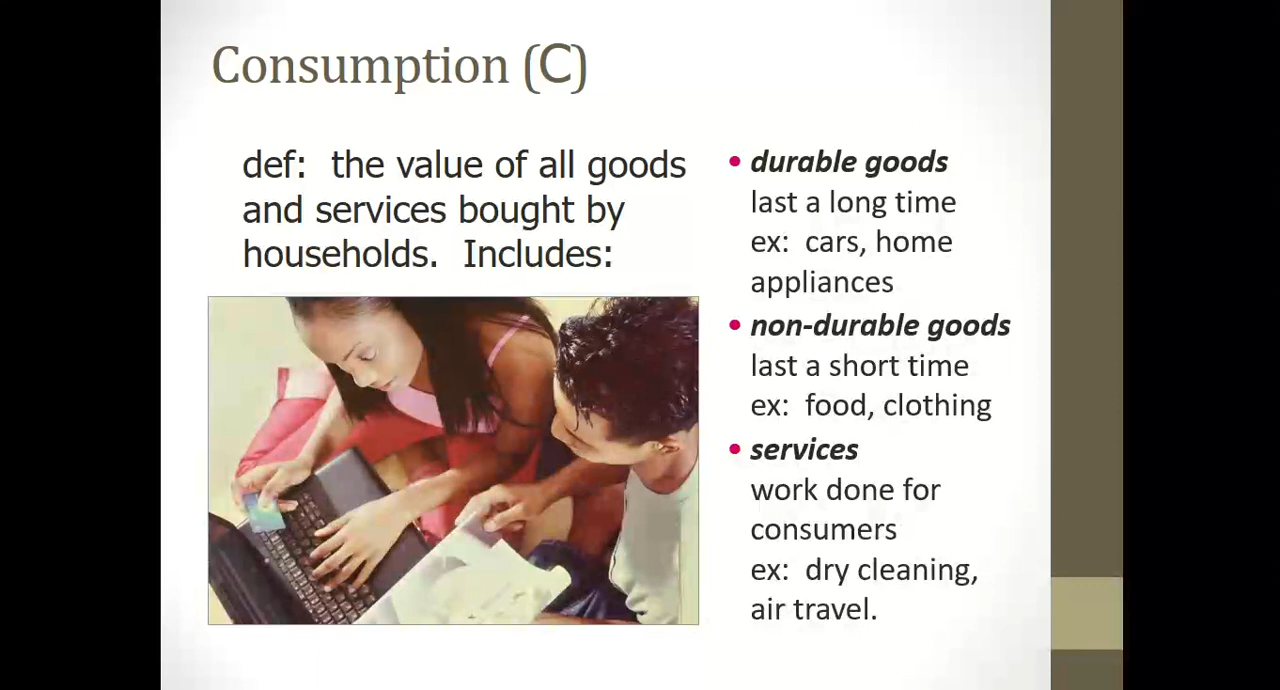 Consumption (C)
def:  the value of all goods
and services bought by
households.  Includes:
• durable goods
last a long time
ex:  cars, home
appliances
• non-durable goods
last a short time
ex:  food, clothing
• services
work done for
consumers
ex:  dry cleaning,
air travel.